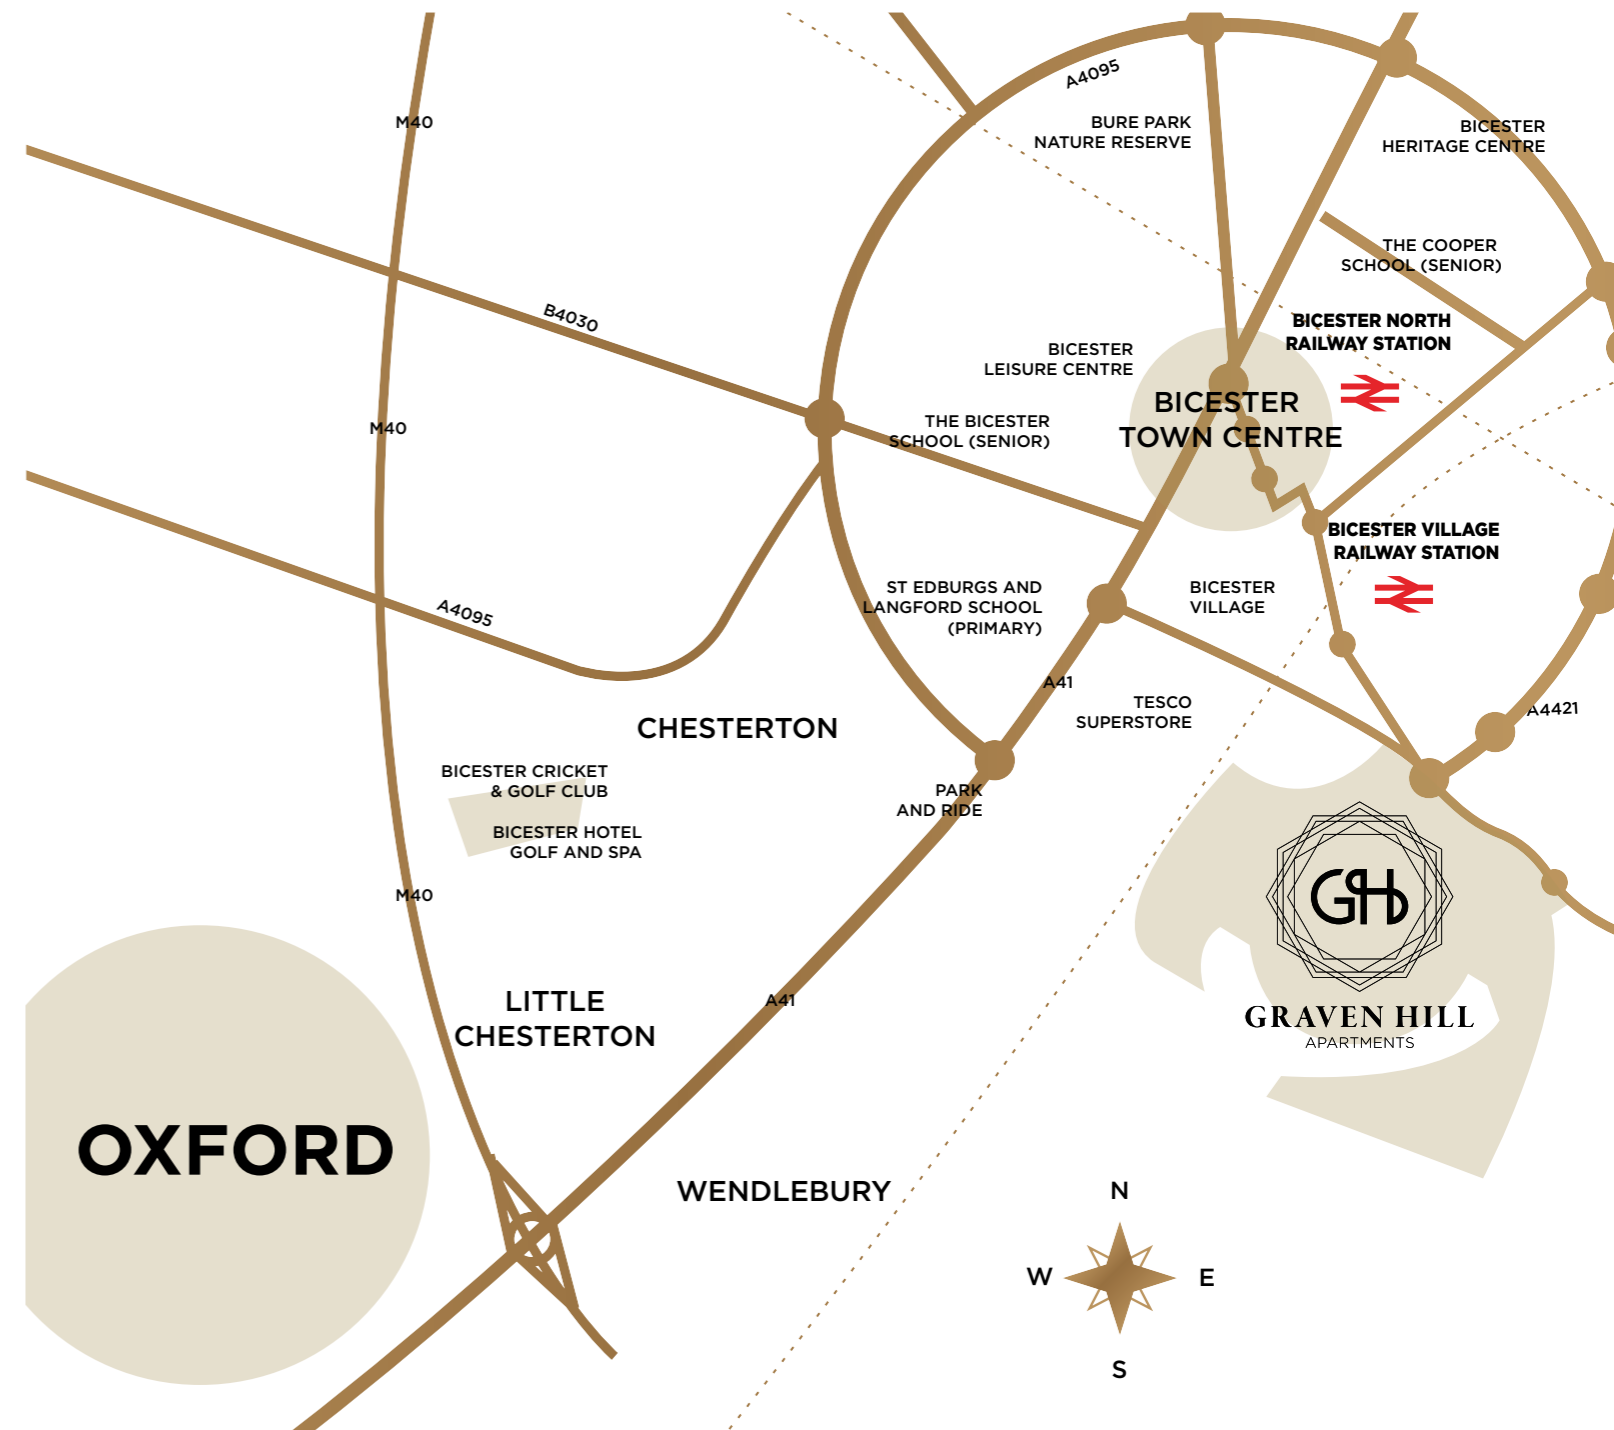 A4095
M40
BURE PARK
NATURE RESERVE
BICESTER
HERITAGE CENTRE
THE COOPER
SCHOOL (SENIOR)
B4030
BICESTER NORTH
RAILWAY STATION
BICESTER
LEISURE CENTRE
BICESTER
TOWN CENTRE
M40
THE BICESTER
SCHOOL (SENIOR)
BICESTER VILLAGE
RAILWAY STATION
A4095
ST EDBURGS AND
LANGFORD SCHOOL
(PRIMARY)
BICESTER
VILLAGE
A41
TESCO
SUPERSTORE
A4421
CHESTERTON
BICESTER CRICKET
& GOLF CLUB
BICESTER HOTEL
GOLF AND SPA
PARK
AND RIDE
M40
GH
GRAVEN HILL
APARTMENTS
LITTLE
CHESTERTON
A41
OXFORD
WENDLEBURY
N
W
E
S